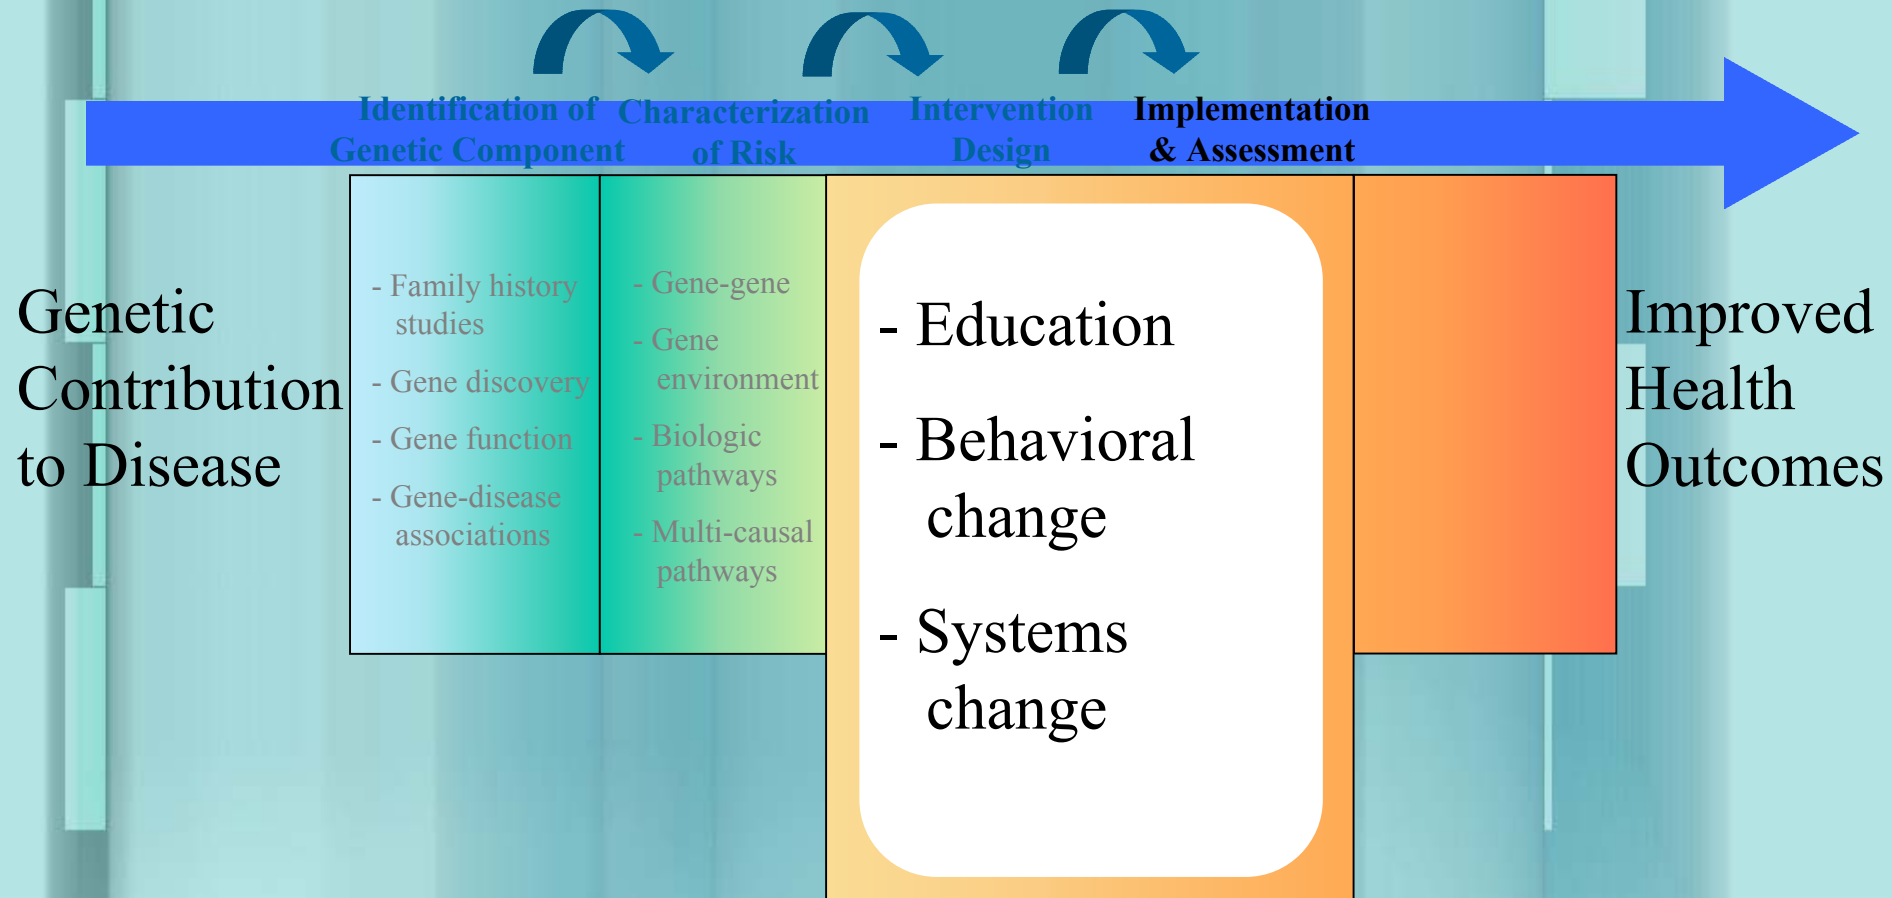 Identification of
Genetic Component
Characterization
of Risk
Intervention
Design
Implementation
& Assessment
Genetic
Contribution
to Disease
- Family history
studies
- Gene discovery
- Gene function
- Gene-disease
associations
- Gene-gene
- Gene
environment
- Biologic
pathways
- Multi-causal
pathways
- Education
- Behavioral
change
- Systems
change
Improved
Health
Outcomes